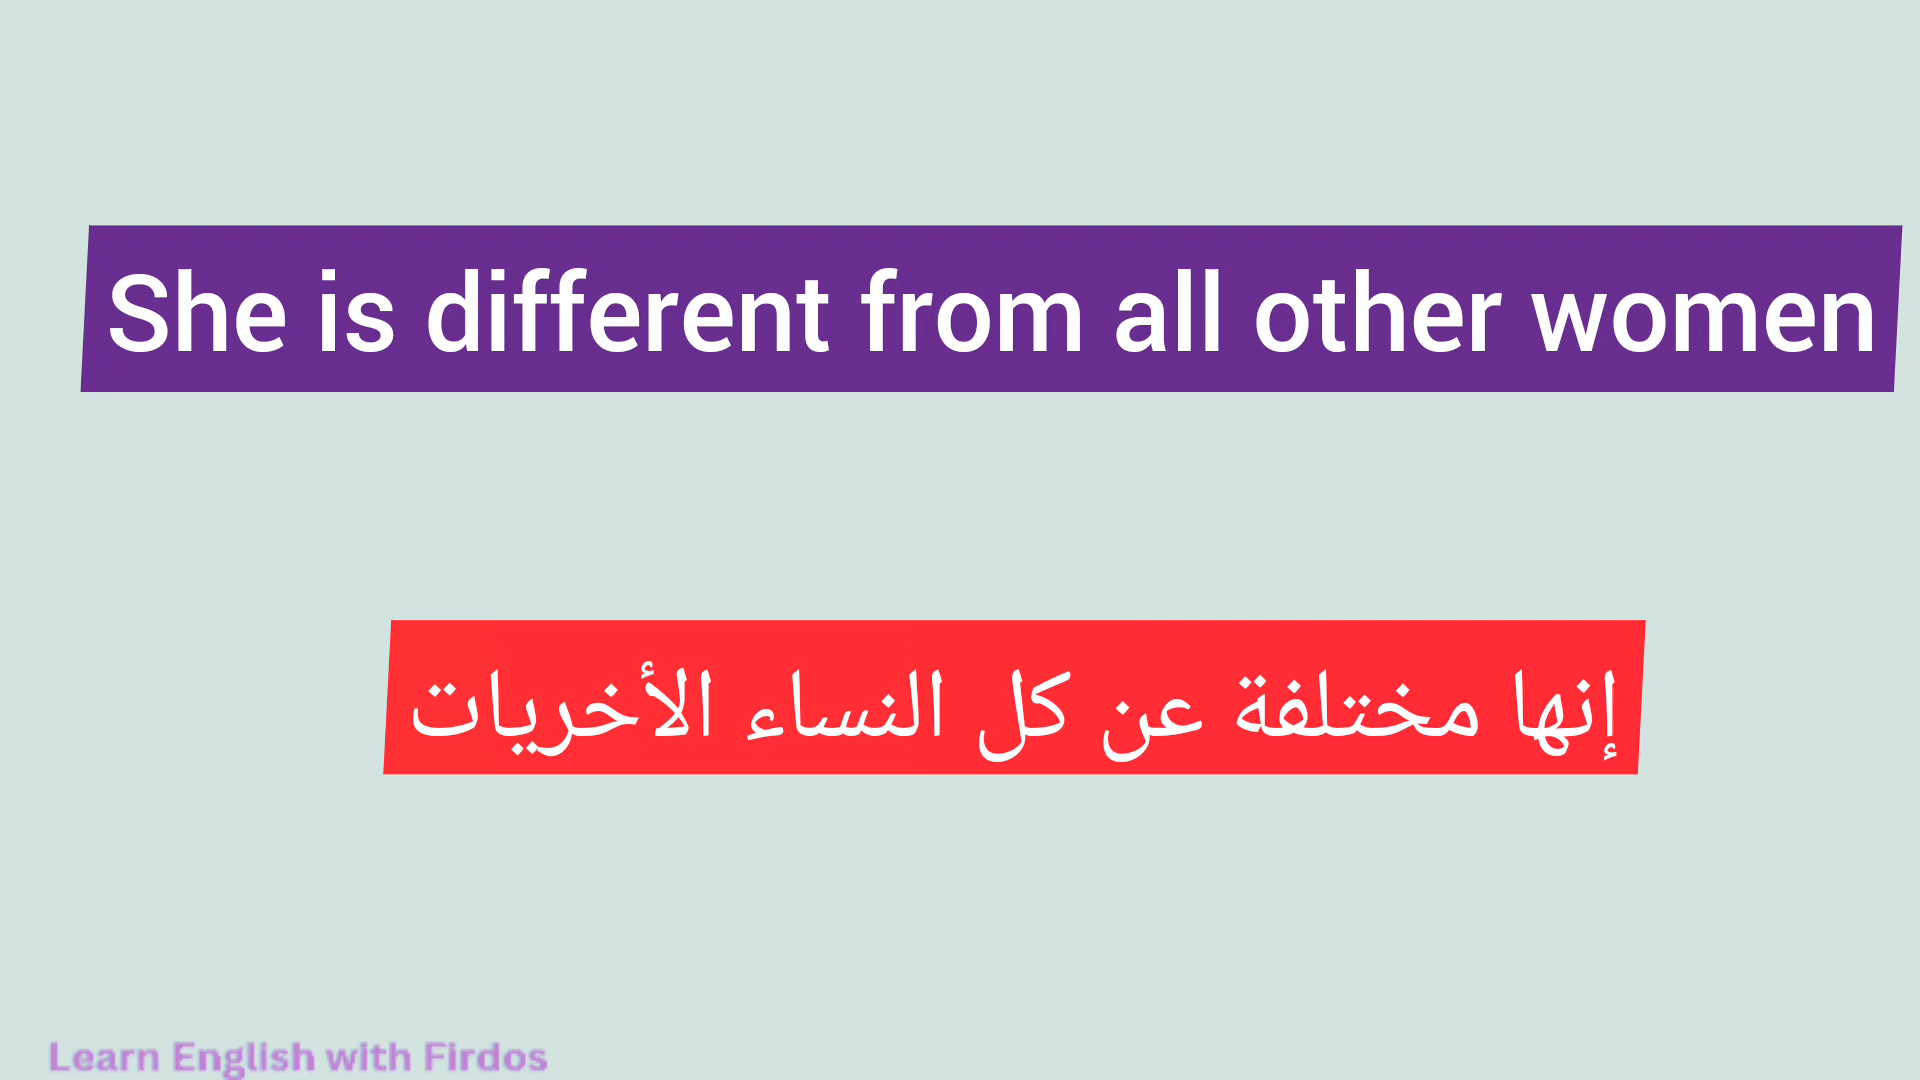 She is different from all other women
إنها مختلفة عن كل النساء الأخريات
Learn English with Firdos